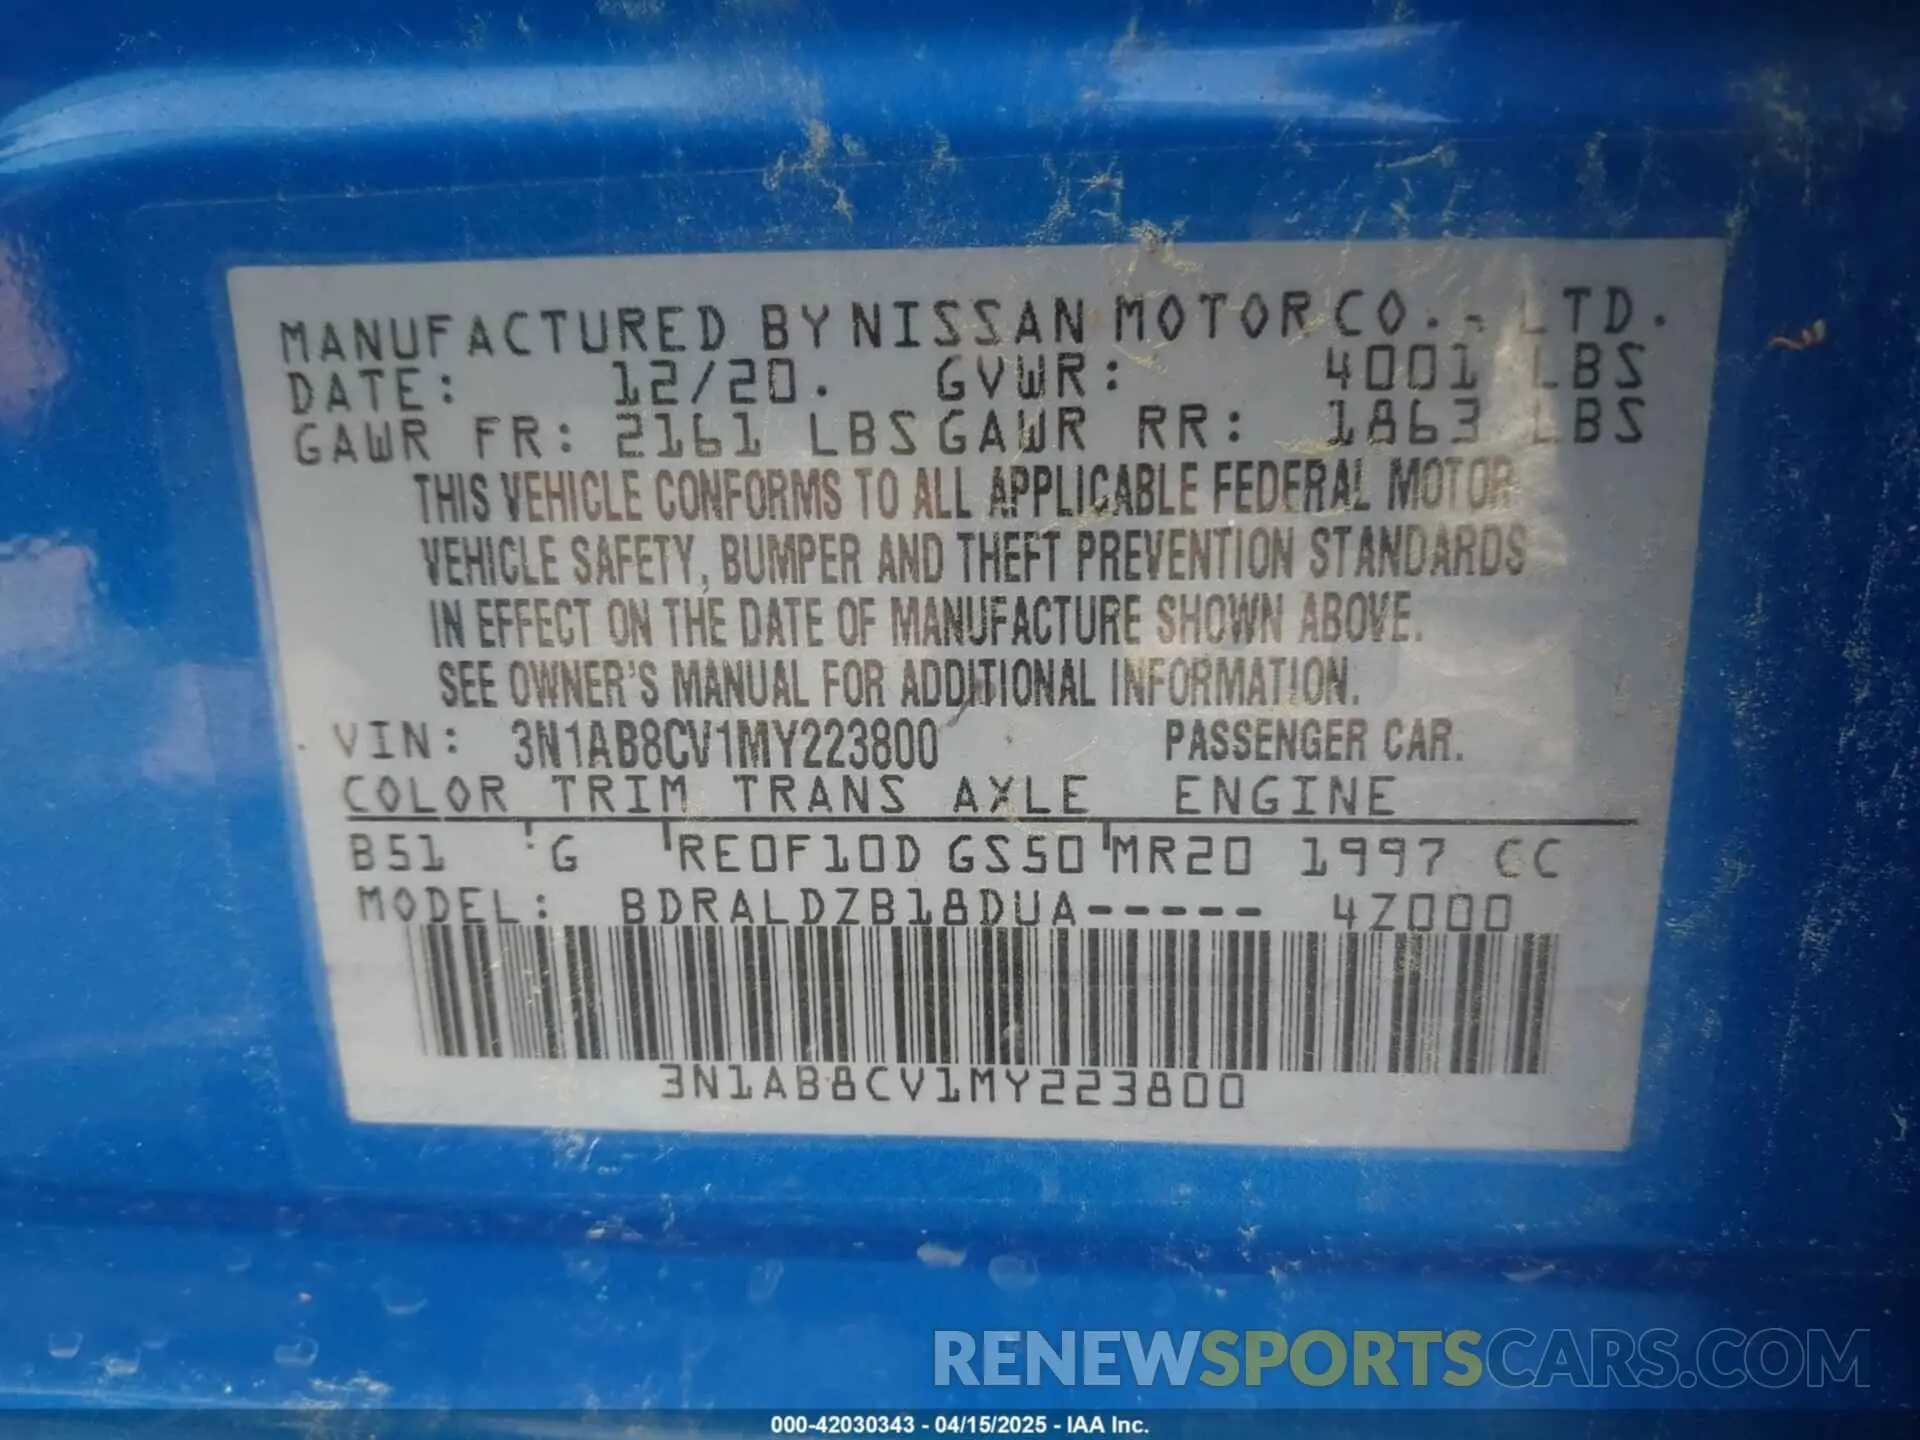 MANUFACTURED BY NISSAN MOTOR CO., LTD.
DATE: 12/20. GVWR: 4001 LBS
GAWR FR: 2161 LBS GAWR RR: 1863 LBS
THIS VEHICLE CONFORMS TO ALL APPLICABLE FEDERAL MOTOR
VEHICLE SAFETY, BUMPER AND THEFT PREVENTION STANDARDS
IN EFFECT ON THE DATE OF MANUFACTURE SHOWN ABOVE.
SEE OWNER'S MANUAL FOR ADDITIONAL INFORMATION.
VIN: 3N1AB8CV1MY223800 PASSENGER CAR.
COLOR TRIM TRANS AXLE ENGINE
B51 G RE0F10D GS50 MR20 1997 CC
MODEL: BDRALDZB18DUA----- 4Z000
3N1AB8CV1MY223800
RENEWSPORTSCARS.COM
000-42030343 - 04/15/2025 - IAA Inc.